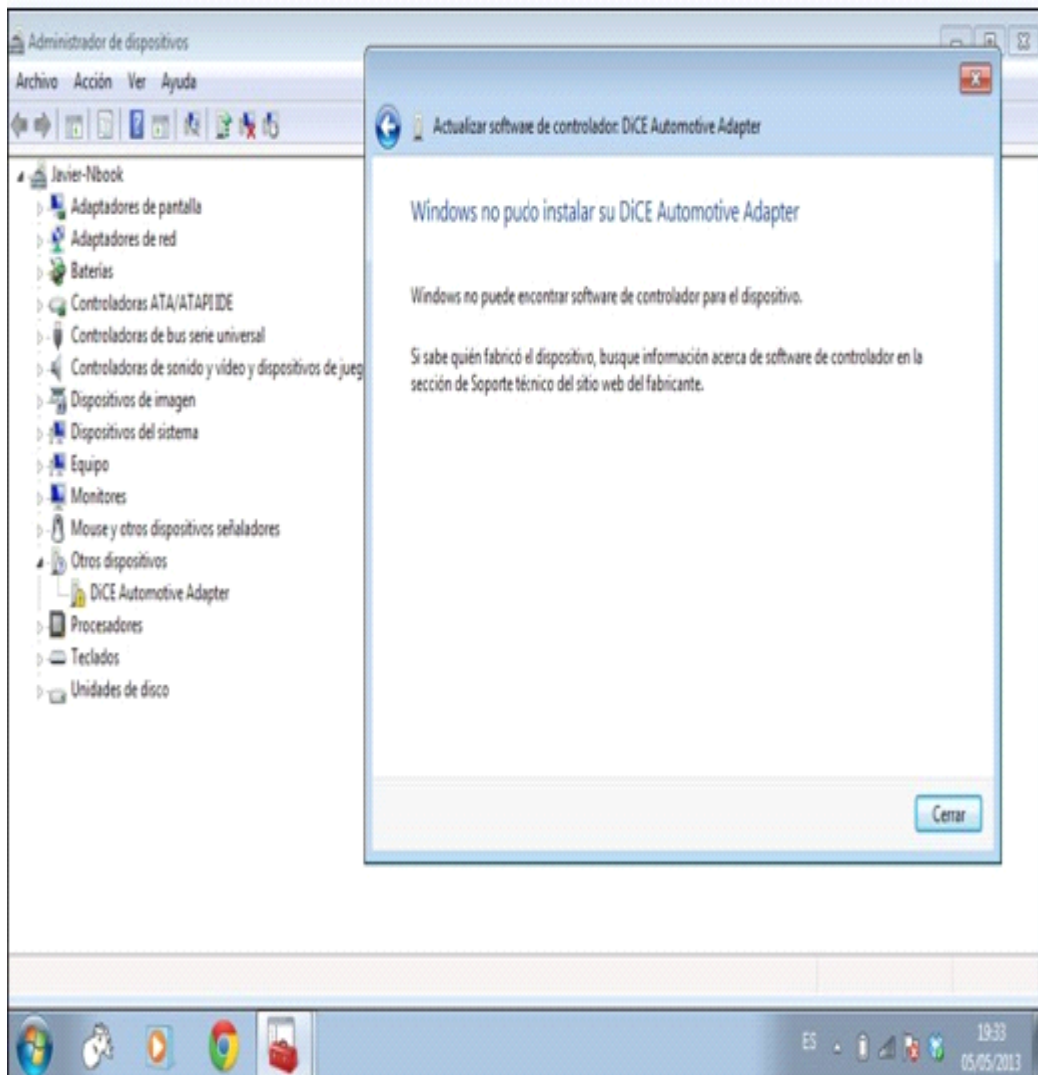 Administrador de dispositivos
Archivo Acción Ver Ayuda
Javier-Nbook
Adaptadores de pantalla
Adaptadores de red
Baterías
Controladoras ATA/ATAPI IDE
Controladoras de bus serie universal
Controladoras de sonido y vídeo y dispositivos de jueg
Dispositivos de imagen
Dispositivos del sistema
Equipo
Monitores
Mouse y otros dispositivos señaladores
Otros dispositivos
DiCE Automotive Adapter
Procesadores
Teclados
Unidades de disco
Actualizar software de controlador: DiCE Automotive Adapter
Windows no pudo instalar su DiCE Automotive Adapter
Windows no puede encontrar software de controlador para el dispositivo.
Si sabe quién fabricó el dispositivo, busque información acerca de software de controlador en la
sección de Soporte técnico del sitio web del fabricante.
Cerrar
ES
19:33
05/05/2013